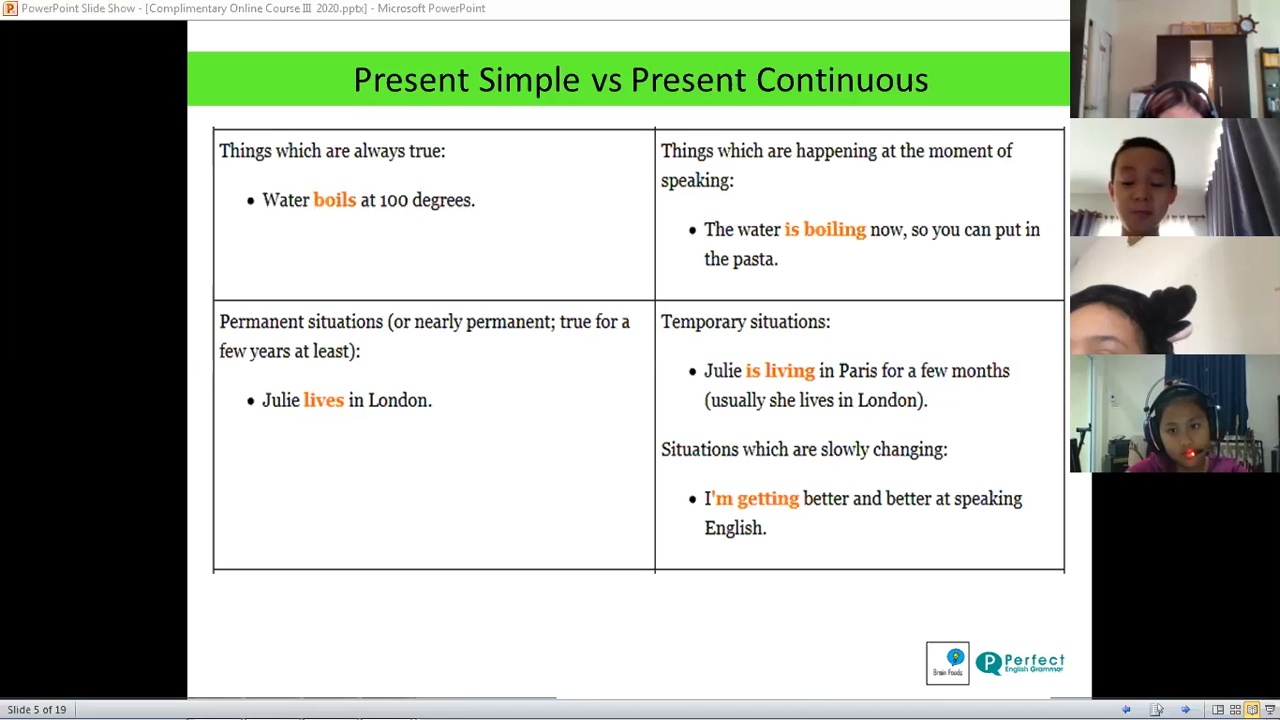 PowerPoint Slide Show - [Complimentary Online Course III 2020.pptx] - Microsoft PowerPoint
Present Simple vs Present Continuous
Things which are always true:
• Water boils at 100 degrees.
Things which are happening at the moment of
speaking:
• The water is boiling now, so you can put in
the pasta.
Permanent situations (or nearly permanent; true for a
few years at least):
• Julie lives in London.
Temporary situations:
• Julie is living in Paris for a few months
(usually she lives in London).
Situations which are slowly changing:
• I'm getting better and better at speaking
English.
Brain Foods
Perfect
English Grammar
Slide 5 of 19